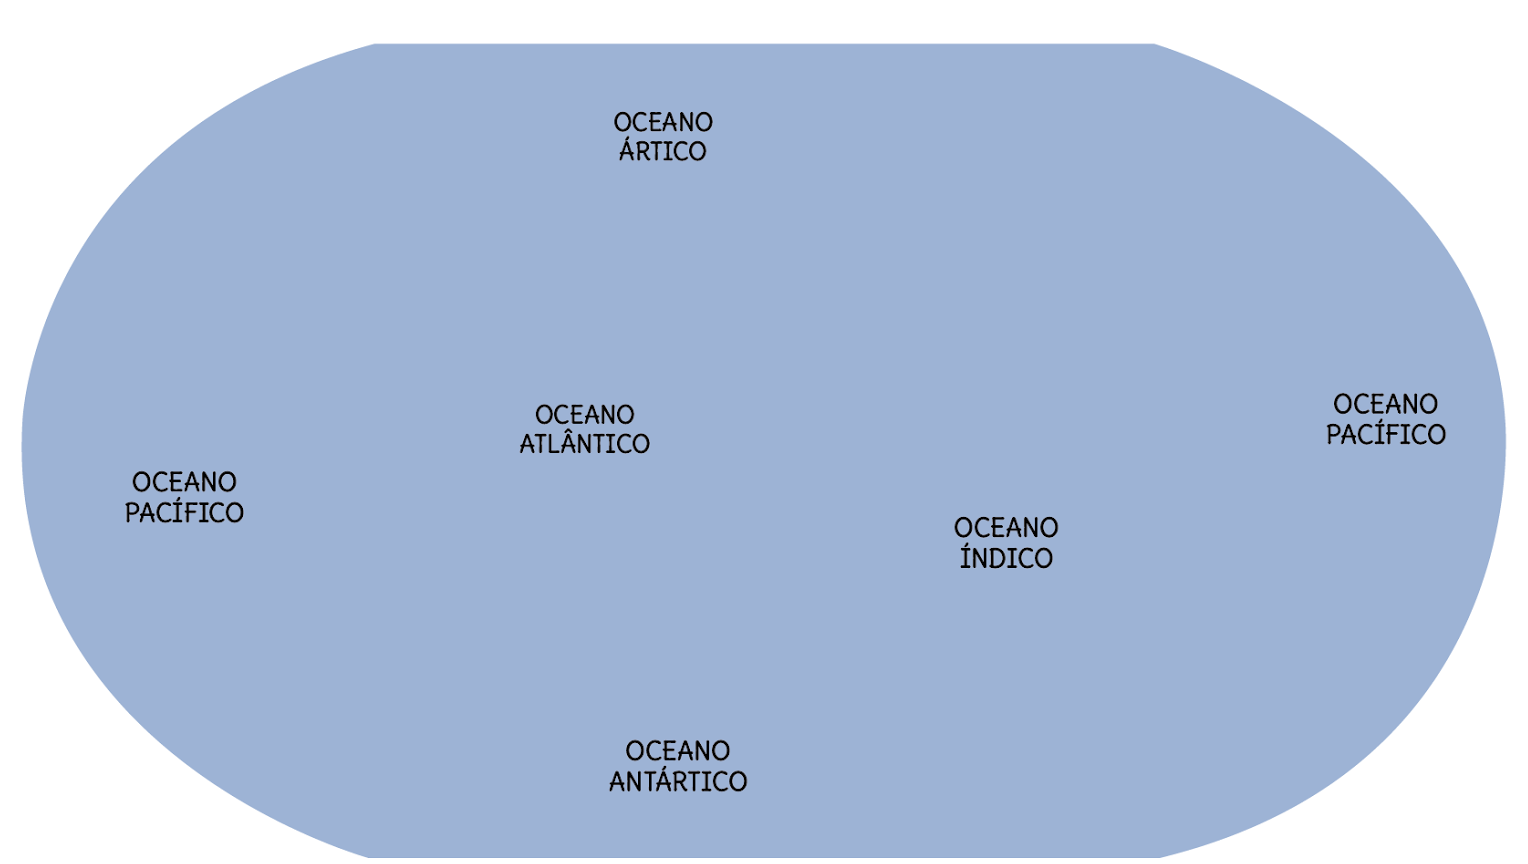 OCEANO
ÁRTICO
OCEANO
ATLÂNTICO
OCEANO
PACÍFICO
OCEANO
PACÍFICO
OCEANO
ÍNDICO
OCEANO
ANTÁRTICO